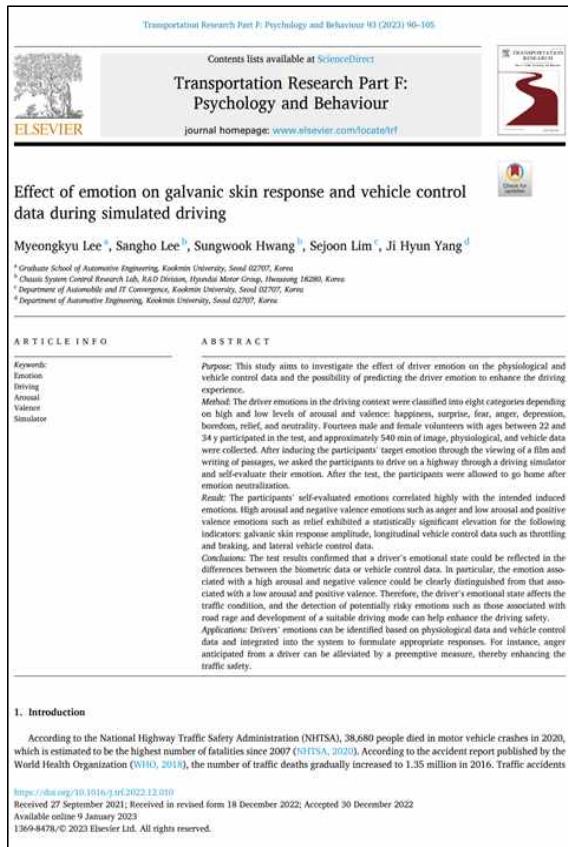 Transportation Research Part F: Psychology and Behaviour 93 (2023) 90–105
Contents lists available at ScienceDirect
Transportation Research Part F:
Psychology and Behaviour
journal homepage: www.elsevier.com/locate/trf
ELSEVIER
TRANSPORTATION
RESEARCH
Check for
updates
Effect of emotion on galvanic skin response and vehicle control
data during simulated driving
Myeongkyu Lee a, Sangho Lee b, Sungwook Hwang b, Sejoon Lim c, Ji Hyun Yang d
a Graduate School of Automotive Engineering, Kookmin University, Seoul 02707, Korea
b Chassis System Control Research Lab, R&D Division, Hyundai Motor Group, Hwaseong 18280, Korea
c Department of Automobile and IT Convergence, Kookmin University, Seoul 02707, Korea
d Department of Automotive Engineering, Kookmin University, Seoul 02707, Korea
ARTICLE INFO
Keywords:
Emotion
Driving
Arousal
Valence
Simulator
ABSTRACT
Purpose: This study aims to investigate the effect of driver emotion on the physiological and
vehicle control data and the possibility of predicting the driver emotion to enhance the driving
experience.
Method: The driver emotions in the driving context were classified into eight categories depending
on high and low levels of arousal and valence: happiness, surprise, fear, anger, depression,
boredom, relief, and neutrality. Fourteen male and female volunteers with ages between 22 and
34 y participated in the test, and approximately 540 min of image, physiological, and vehicle data
were collected. After inducing the participants' target emotion through the viewing of a film and
writing of passages, we asked the participants to drive on a highway through a driving simulator
and self-evaluate their emotion. After the test, the participants were allowed to go home after
emotion neutralization.
Result: The participants' self-evaluated emotions correlated highly with the intended induced
emotions. High arousal and negative valence emotions such as anger and low arousal and positive
valence emotions such as relief exhibited a statistically significant elevation for the following
indicators: galvanic skin response amplitude, longitudinal vehicle control data such as throttling
and braking, and lateral vehicle control data.
Conclusions: The test results confirmed that a driver's emotional state could be reflected in the
differences between the biometric data or vehicle control data. In particular, the emotion asso-
ciated with a high arousal and negative valence could be clearly distinguished from that asso-
ciated with a low arousal and positive valence. Therefore, the driver's emotional state affects the
traffic condition, and the detection of potentially risky emotions such as those associated with
road rage and development of a suitable driving mode can help enhance the driving safety.
Applications: Drivers' emotions can be identified based on physiological data and vehicle control
data and integrated into the system to formulate appropriate responses. For instance, anger
anticipated from a driver can be alleviated by a preemptive measure, thereby enhancing the
traffic safety.
1. Introduction
According to the National Highway Traffic Safety Administration (NHTSA), 38,680 people died in motor vehicle crashes in 2020,
which is estimated to be the highest number of fatalities since 2007 (NHTSA, 2020). According to the accident report published by the
World Health Organization (WHO, 2018), the number of traffic deaths gradually increased to 1.35 million in 2016. Traffic accidents
https://doi.org/10.1016/j.trf.2022.12.010
Received 27 September 2021; Received in revised form 18 December 2022; Accepted 30 December 2022
Available online 9 January 2023
1369-8478/© 2023 Elsevier Ltd. All rights reserved.